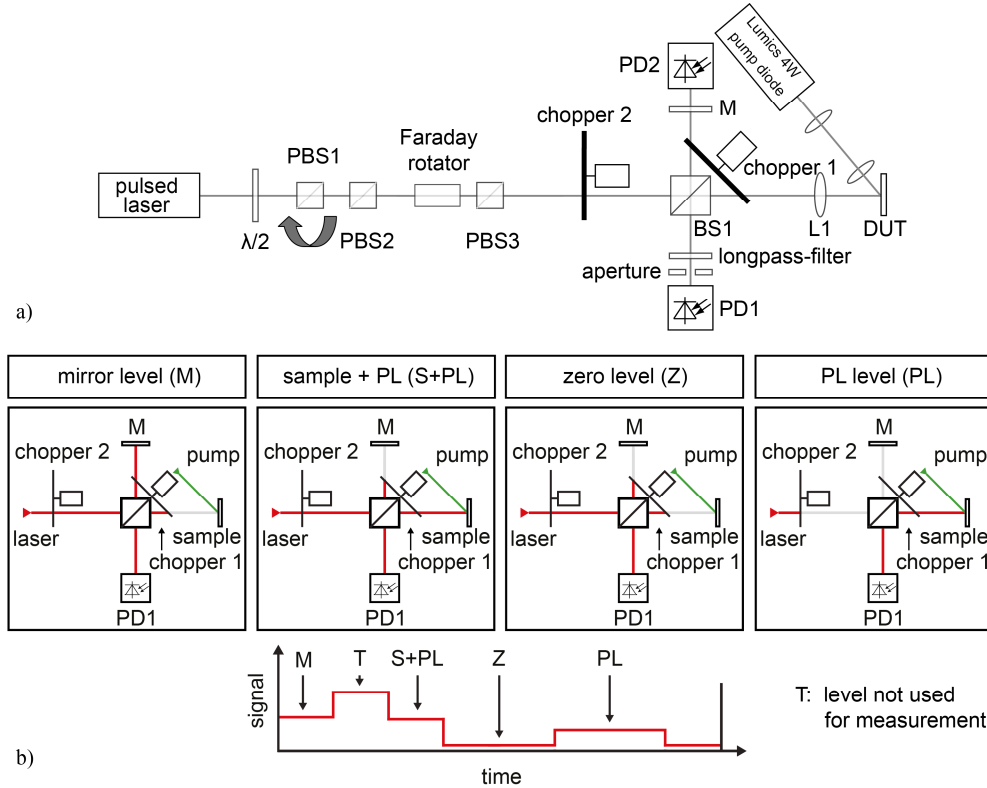 PD2
Lumics 4W
pump diode
M
chopper 2
Faraday
rotator
chopper 1
PBS1
pulsed
laser
λ/2
PBS2
PBS3
BS1
L1
DUT
longpass-filter
aperture
PD1
a)
mirror level (M)
sample + PL (S+PL)
zero level (Z)
PL level (PL)
M
chopper 2
pump
laser
sample
chopper 1
PD1
M
chopper 2
pump
laser
sample
chopper 1
PD1
M
chopper 2
pump
laser
sample
chopper 1
PD1
M
chopper 2
pump
laser
sample
chopper 1
PD1
M
T
S+PL
Z
PL
signal
T: level not used
for measurement
b)
time